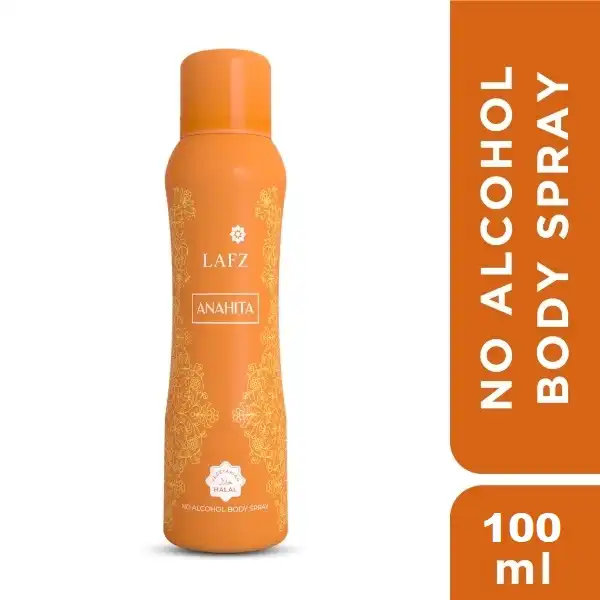 LAFZ
ANAHITA
HALAL
NO ALCOHOL BODY SPRAY
NO ALCOHOL
BODY SPRAY
100
ml